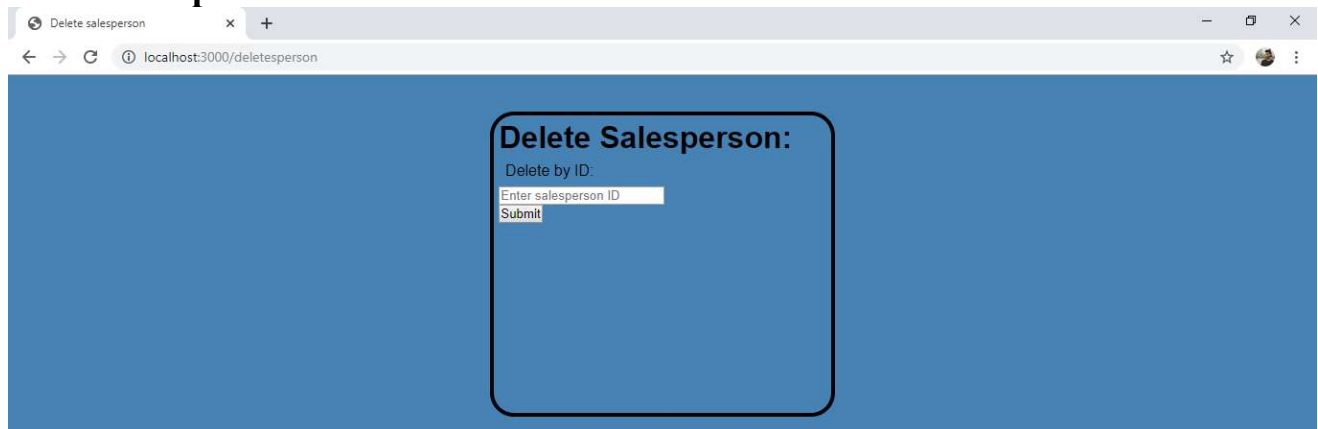 Delete salesperson
localhost:3000/deletesperson
Delete Salesperson:
Delete by ID:
Enter salesperson ID
Submit